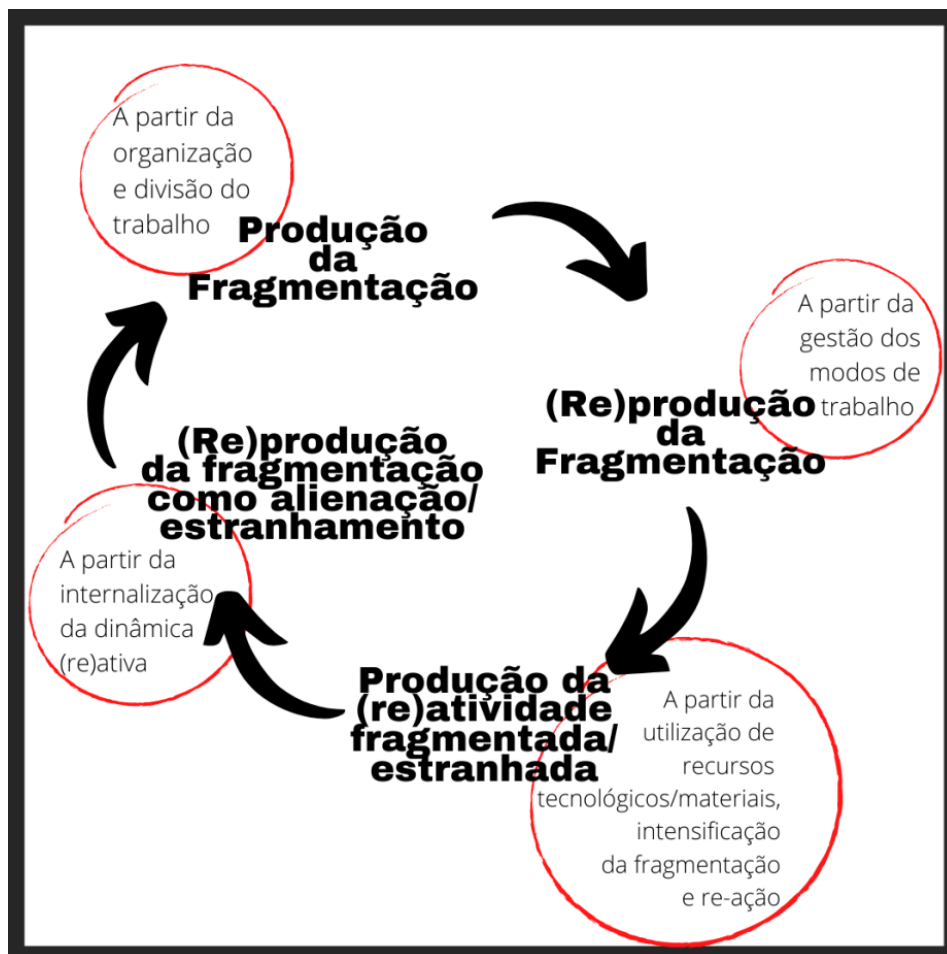 A partir da
organização
e divisão do
trabalho
Produção
da
Fragmentação
A partir da
gestão dos
modos de
trabalho
(Re)produção
da
Fragmentação
A partir da
utilização de
recursos
tecnológicos/materiais,
intensificação
da fragmentação
e re-ação
Produção da
(re)atividade
fragmentada/
estranhada
A partir da
internalização
da dinâmica
(re)ativa
(Re)produção
da fragmentação
como alienação/
estranhamento